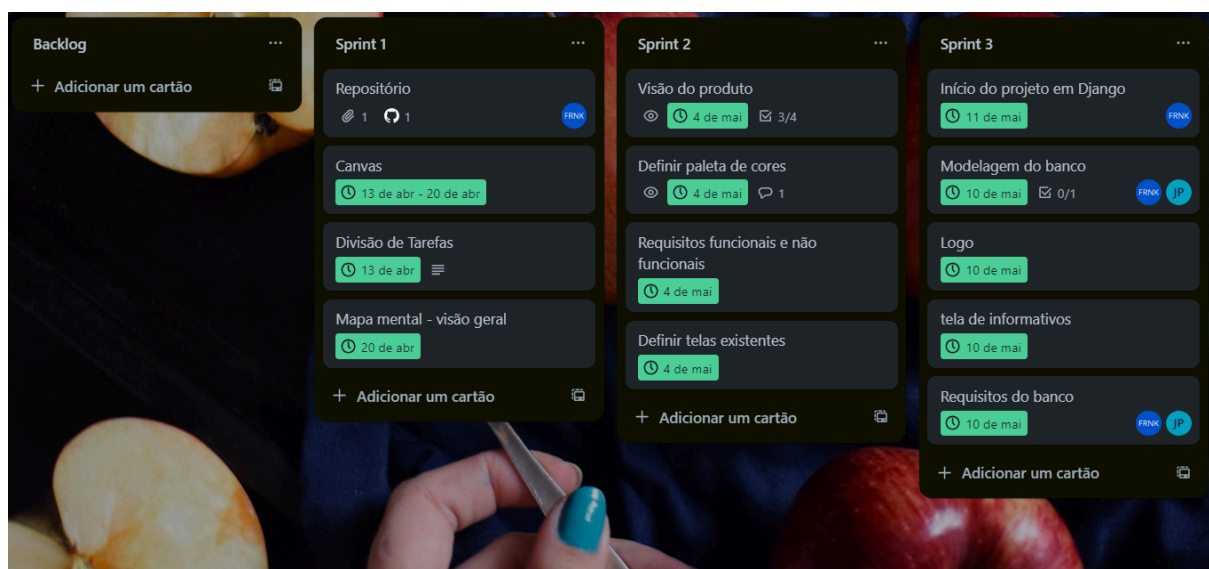 Backlog
Adicionar um cartão
Sprint 1
Repositório
1 1 FRNK
Canvas
13 de abr - 20 de abr
Divisão de Tarefas
13 de abr
Mapa mental - visão geral
20 de abr
Adicionar um cartão
Sprint 2
Visão do produto
4 de mai 3/4
Definir paleta de cores
4 de mai 1
Requisitos funcionais e não
funcionais
4 de mai
Definir telas existentes
4 de mai
Adicionar um cartão
Sprint 3
Início do projeto em Django
11 de mai FRNK
Modelagem do banco
10 de mai 0/1 FRNK JP
Logo
10 de mai
tela de informativos
10 de mai
Requisitos do banco
10 de mai FRNK JP
Adicionar um cartão